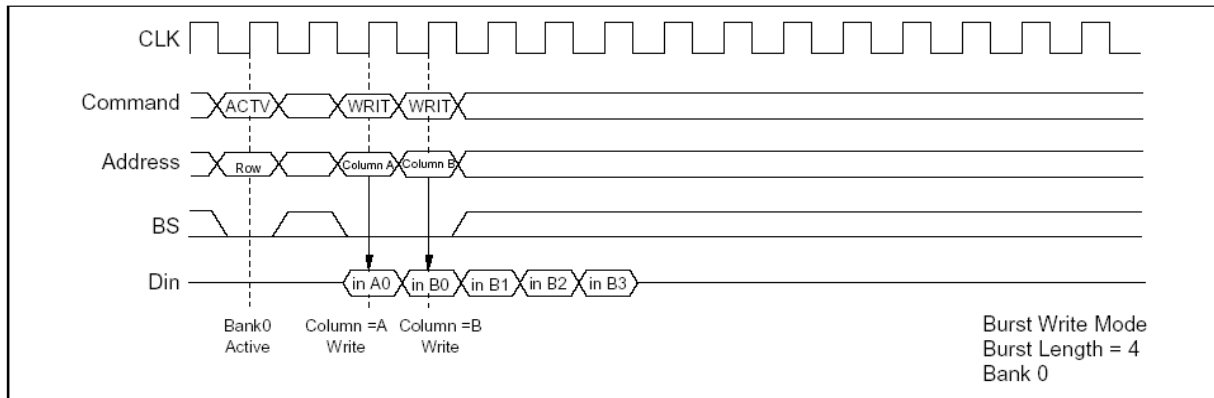 CLK
Command ACTV WRIT WRIT
Address Row Column A Column B
BS
Din in A0 in B0 in B1 in B2 in B3
Bank0 Column =A Column =B
Active Write Write
Burst Write Mode
Burst Length = 4
Bank 0